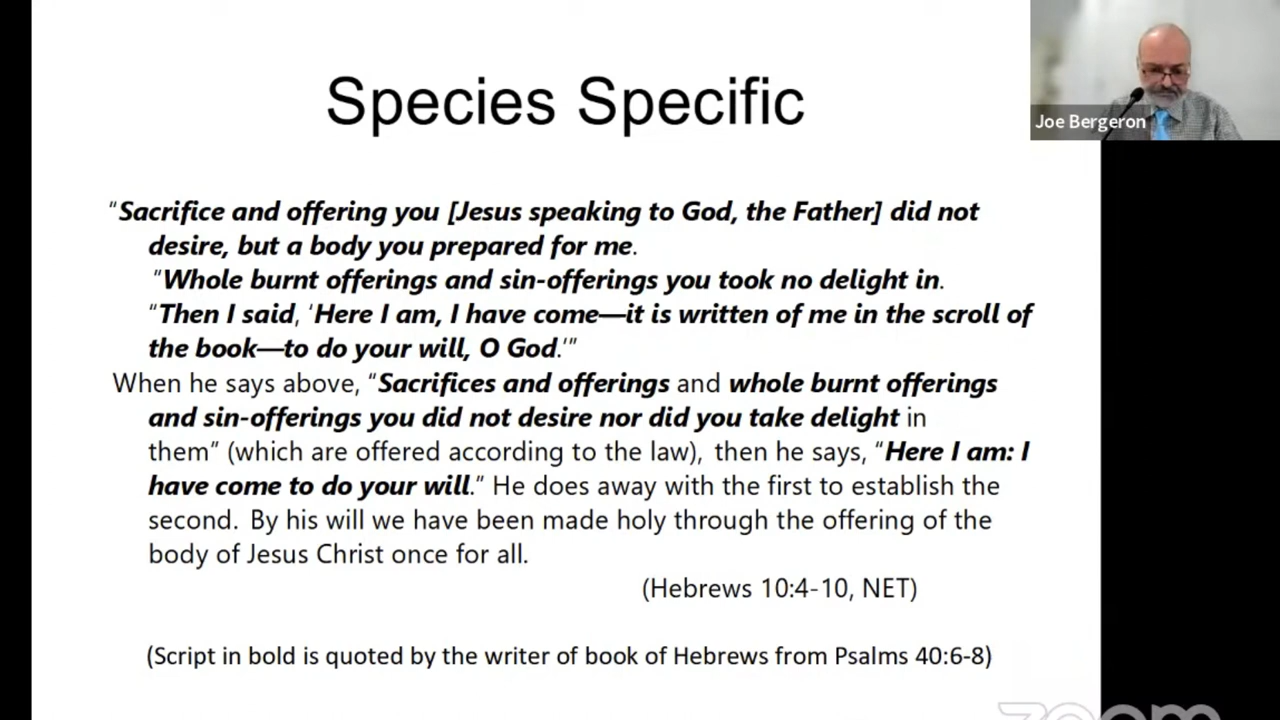 Species Specific
Joe Bergeron
"Sacrifice and offering you [Jesus speaking to God, the Father] did not
desire, but a body you prepared for me.
"Whole burnt offerings and sin-offerings you took no delight in.
"Then I said, 'Here I am, I have come—it is written of me in the scroll of
the book—to do your will, O God.'"
When he says above, "Sacrifices and offerings and whole burnt offerings
and sin-offerings you did not desire nor did you take delight in
them" (which are offered according to the law), then he says, "Here I am: I
have come to do your will." He does away with the first to establish the
second. By his will we have been made holy through the offering of the
body of Jesus Christ once for all.
(Hebrews 10:4-10, NET)
(Script in bold is quoted by the writer of book of Hebrews from Psalms 40:6-8)
zoom